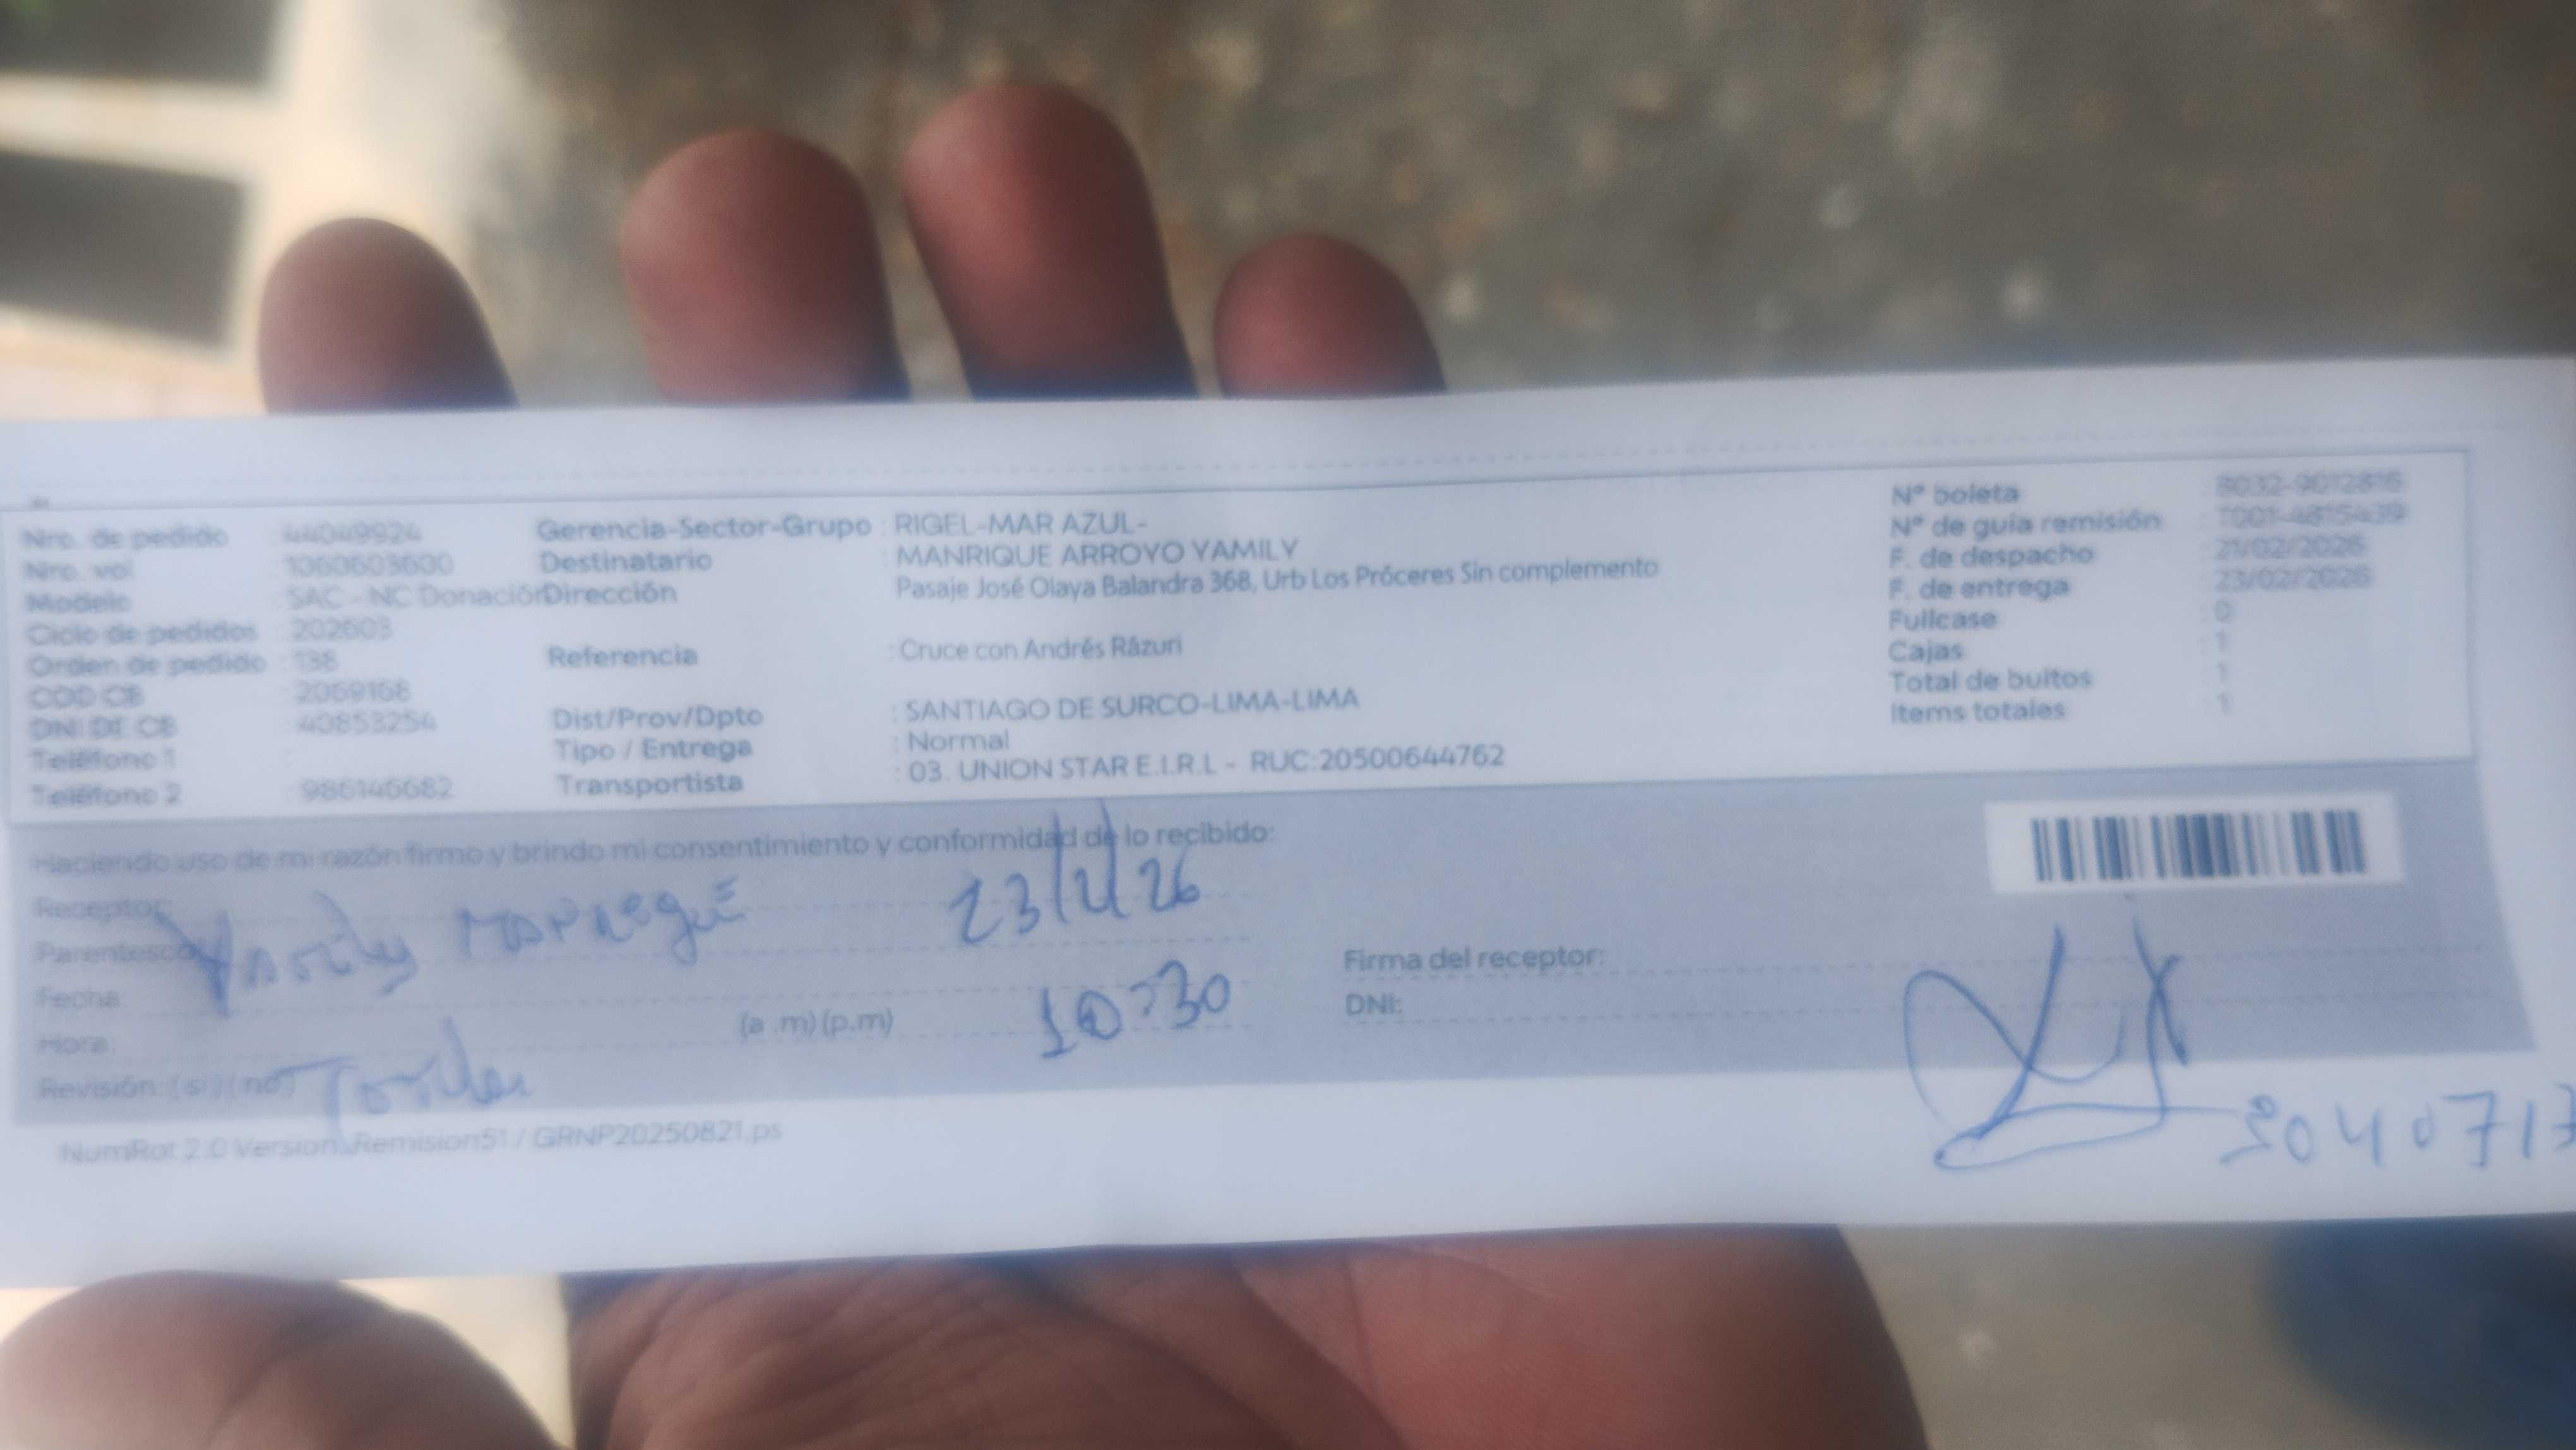 Nro. de pedido : 44049924
Nro. vol : 1060603600
Modelo : SAC - NC Donación
Ciclo de pedidos : 202603
Orden de pedido : 138
COD CB : 2069168
DNI DE CB : 40853254
Teléfono 1 :
Teléfono 2 : 986146682
Gerencia-Sector-Grupo : RIGEL-MAR AZUL-
Destinatario : MANRIQUE ARROYO YAMILY
Dirección Pasaje José Olaya Balandra 368, Urb Los Próceres Sin complemento
Referencia : Cruce con Andrés Rázuri
Dist/Prov/Dpto : SANTIAGO DE SURCO-LIMA-LIMA
Tipo / Entrega : Normal
Transportista : 03. UNION STAR E.I.R.L - RUC:20500644762
N° boleta : B032-9012816
N° de guía remisión : T001-4815439
F. de despacho : 21/02/2026
F. de entrega : 23/02/2026
Fullcase : 0
Cajas : 1
Total de bultos : 1
Items totales : 1
Haciendo uso de mi razón firmo y brindo mi consentimiento y conformidad de lo recibido:
Receptor:
Parentesco
Fecha
Hora (a .m) (p.m)
Revisión: (si) (no)
23/2/26
10:30
Firma del receptor:
DNI:
NumRot 2.0 Version:.Remision51 / GRNP20250821.ps